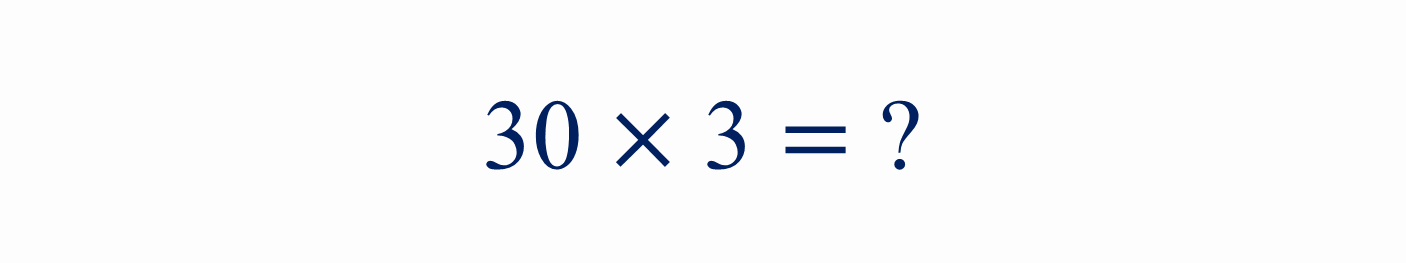 30 × 3 = ?